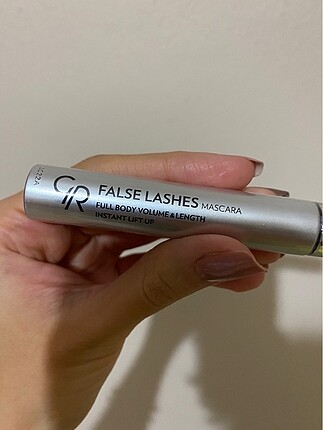 GR
FALSE LASHES MASCARA
FULL BODY VOLUME & LENGTH
INSTANT LIFT UP